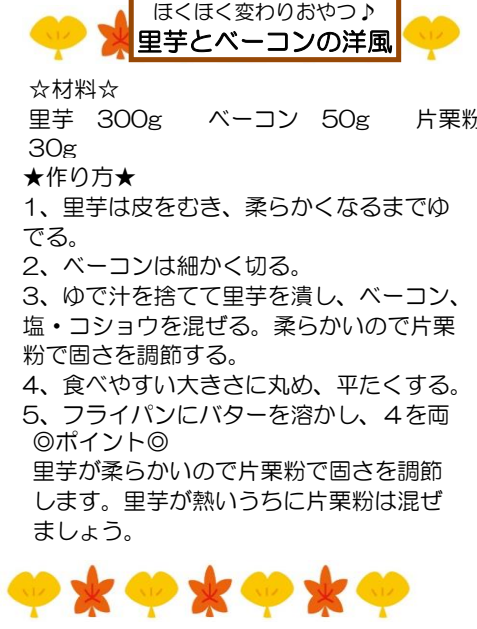 ほくほく変わりおやつ♪
里芋とベーコンの洋風
☆材料☆
里芋　300g　　ベーコン　50g　　片栗粉
30g
★作り方★
1、里芋は皮をむき、柔らかくなるまでゆ
でる。
2、ベーコンは細かく切る。
3、ゆで汁を捨てて里芋を潰し、ベーコン、
塩・コショウを混ぜる。柔らかいので片栗
粉で固さを調節する。
4、食べやすい大きさに丸め、平たくする。
5、フライパンにバターを溶かし、４を両
◎ポイント◎
里芋が柔らかいので片栗粉で固さを調節
します。里芋が熱いうちに片栗粉は混ぜ
ましょう。